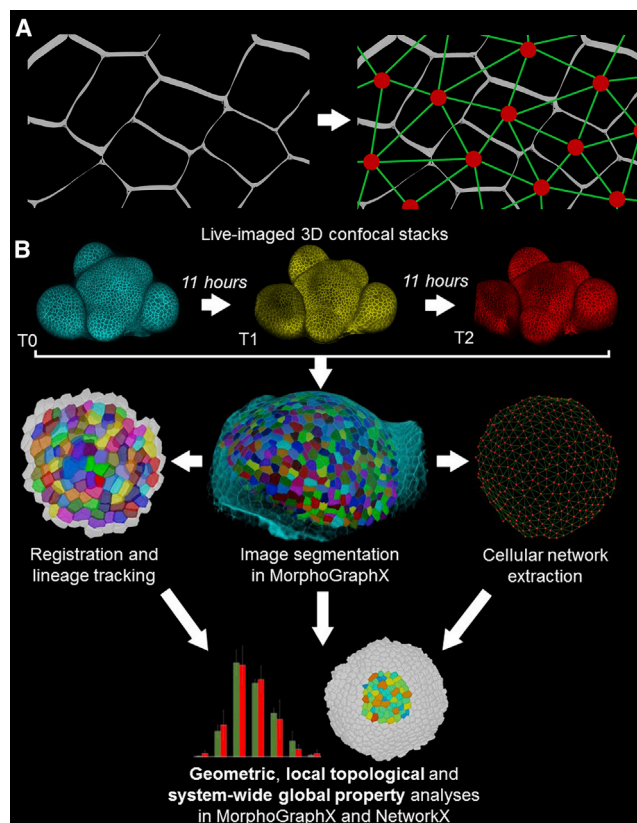 A
B
Live-imaged 3D confocal stacks
11 hours
11 hours
T0
T1
T2
Registration and
lineage tracking
Image segmentation
in MorphoGraphX
Cellular network
extraction
Geometric, local topological and
system-wide global property analyses
in MorphoGraphX and NetworkX